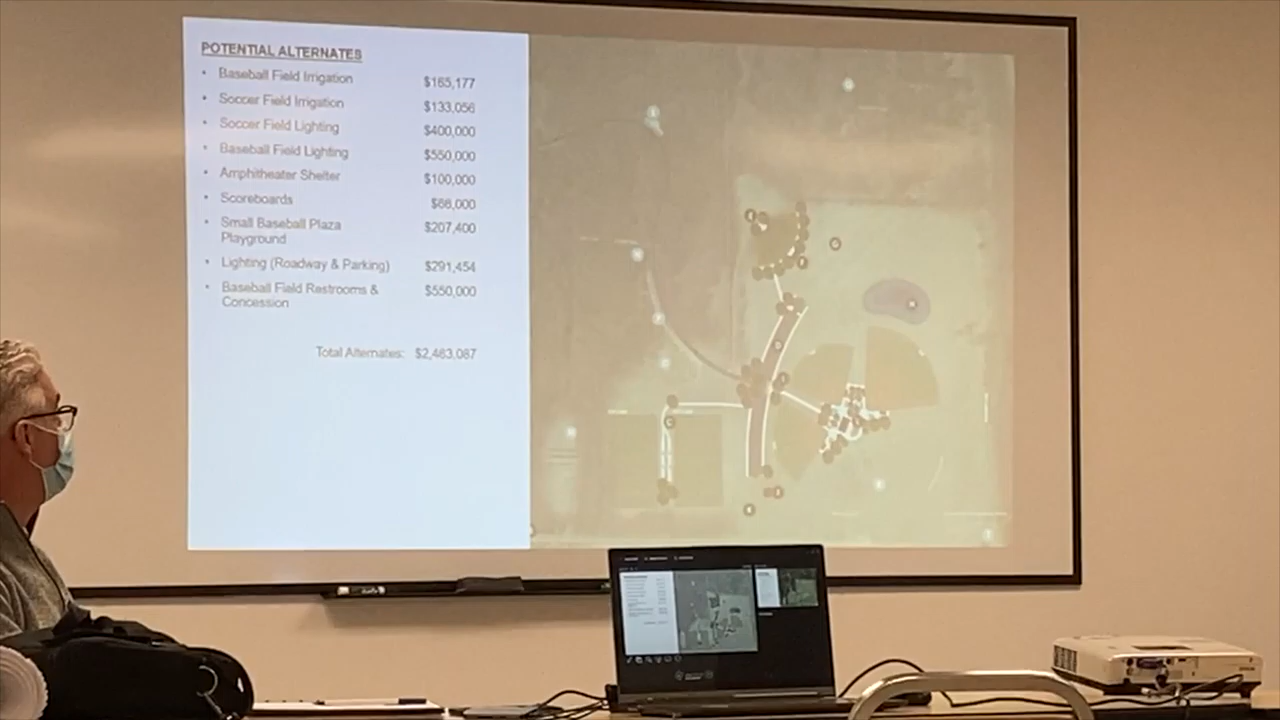 POTENTIAL ALTERNATES
• Baseball Field Irrigation $165,177
• Soccer Field Irrigation $133,056
• Soccer Field Lighting $400,000
• Baseball Field Lighting $550,000
• Amphitheater Shelter $100,000
• Scoreboards $66,000
• Small Baseball Plaza $207,400
Playground
• Lighting (Roadway & Parking) $291,454
• Baseball Field Restrooms & $550,000
Concession
Total Alternates: $2,463,087